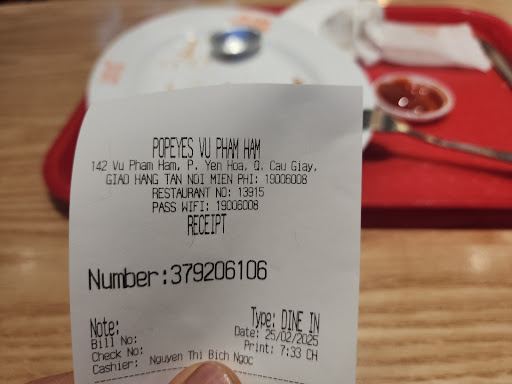 POPEYES VU PHAM HAM
142 Vu Pham Ham, P. Yen Hoa, Q. Cau Giay,
GIAO HANG TAN NOI MIEN PHI: 19006008
RESTAURANT NO: 13915
PASS WIFI: 19006008
RECEIPT
Number:379206106
Note: Type: DINE IN
Bill No: Date: 25/02/2025
Check No: Print: 7:33 CH
Cashier: Nguyen Thi Bich Ngoc